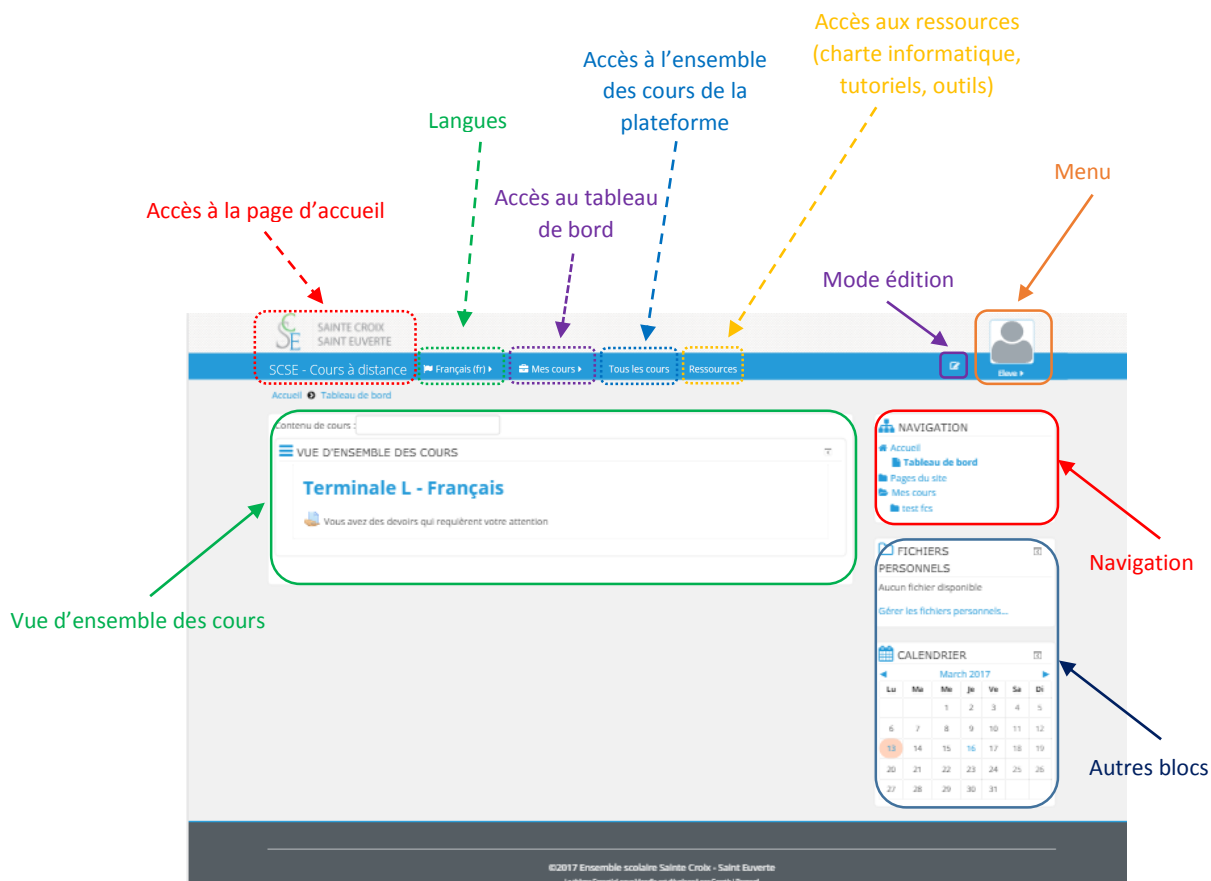 Accès aux ressources
(charte informatique,
tutoriels, outils)
Accès à l’ensemble
des cours de la
plateforme
Langues
Menu
Accès au tableau
de bord
Accès à la page d’accueil
Mode édition
SCSE
SAINTE CROIX
SAINT EUVERTE
SCSE - Cours à distance
Français (fr)
Mes cours
Tous les cours
Ressources
Eleve
Accueil
Tableau de bord
Contenu de cours :
VUE D'ENSEMBLE DES COURS
Terminale L - Français
Vous avez des devoirs qui requièrent votre attention
NAVIGATION
Accueil
Tableau de bord
Pages du site
Mes cours
test fcs
FICHIERS
PERSONNELS
Aucun fichier disponible
Gérer les fichiers personnels...
Navigation
Vue d’ensemble des cours
CALENDRIER
March 2017
Lu Ma Me Je Ve Sa Di
1 2 3 4 5
6 7 8 9 10 11 12
13 14 15 16 17 18 19
20 21 22 23 24 25 26
27 28 29 30 31
Autres blocs
©2017 Ensemble scolaire Sainte Croix - Saint Euverte